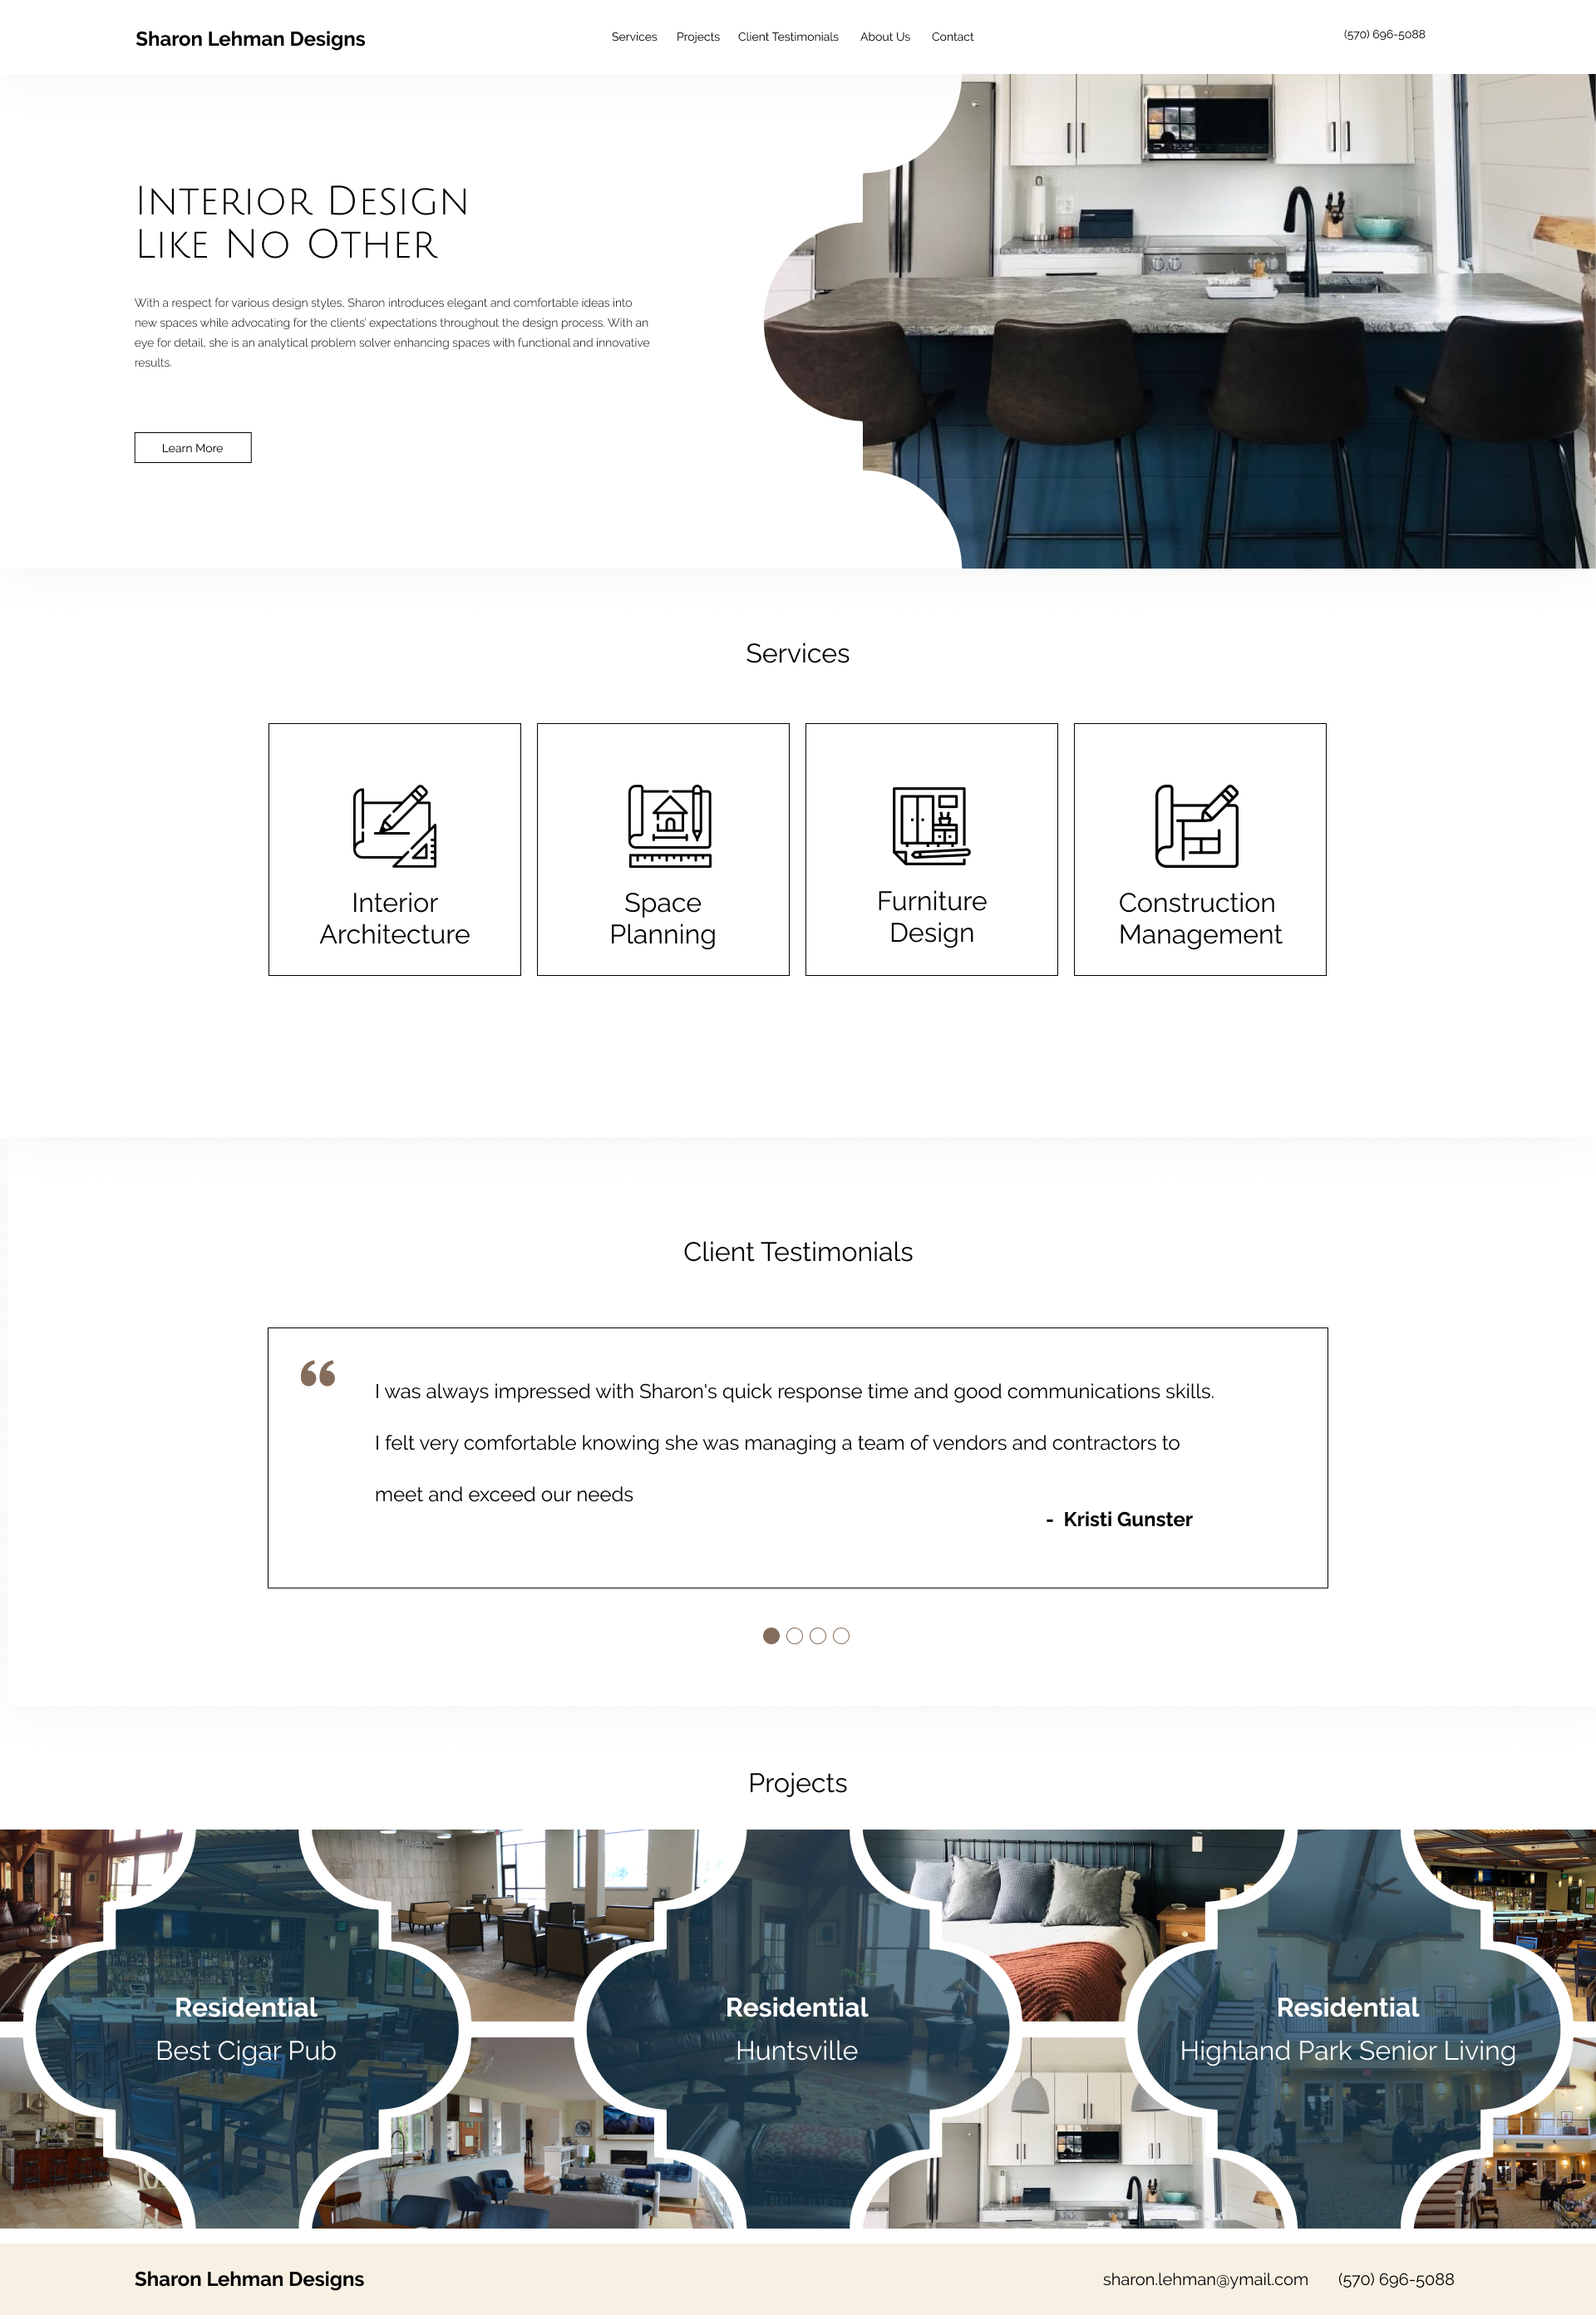 Sharon Lehman Designs
Services Projects Client Testimonials About Us Contact
(570) 696-5088
Interior Design
Like No Other
With a respect for various design styles, Sharon introduces elegant and comfortable ideas into
new spaces while advocating for the clients' expectations throughout the design process. With an
eye for detail, she is an analytical problem solver enhancing spaces with functional and innovative
results.
Learn More
Services
Interior
Architecture
Space
Planning
Furniture
Design
Construction
Management
Client Testimonials
“
I was always impressed with Sharon's quick response time and good communications skills.
I felt very comfortable knowing she was managing a team of vendors and contractors to
meet and exceed our needs
- Kristi Gunster
Projects
Residential
Best Cigar Pub
Residential
Huntsville
Residential
Highland Park Senior Living
Sharon Lehman Designs
sharon.lehman@ymail.com
(570) 696-5088